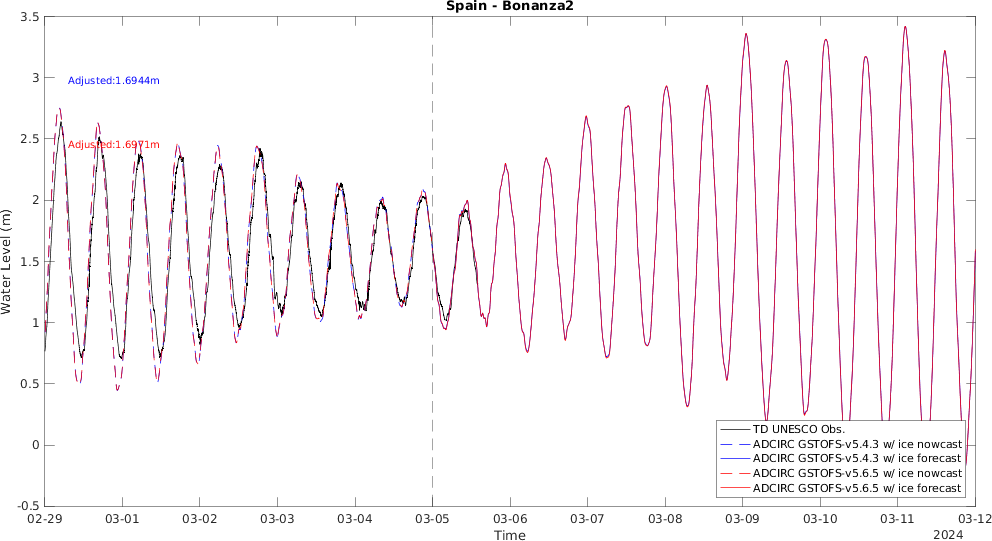 Spain - Bonanza2
3.5
3
2.5
2
1.5
1
0.5
0
-0.5
Water Level (m)
Adjusted:1.6944m
Adjusted:1.6971m
TD UNESCO Obs.
ADCIRC GSTOFS-v5.4.3 w/ ice nowcast
ADCIRC GSTOFS-v5.4.3 w/ ice forecast
ADCIRC GSTOFS-v5.6.5 w/ ice nowcast
ADCIRC GSTOFS-v5.6.5 w/ ice forecast
02-29 03-01 03-02 03-03 03-04 03-05 03-06 03-07 03-08 03-09 03-10 03-11 03-12
Time
2024